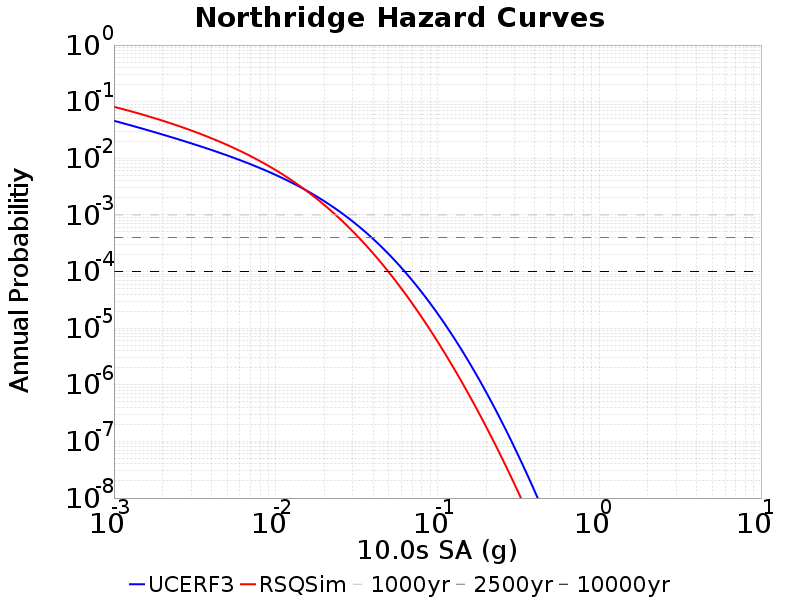 Northridge Hazard Curves
Annual Probabilitiy
10^0
10^-1
10^-2
10^-3
10^-4
10^-5
10^-6
10^-7
10^-8
10^-3 10^-2 10^-1 10^0 10^1
10.0s SA (g)
UCERF3 RSQSim 1000yr 2500yr 10000yr